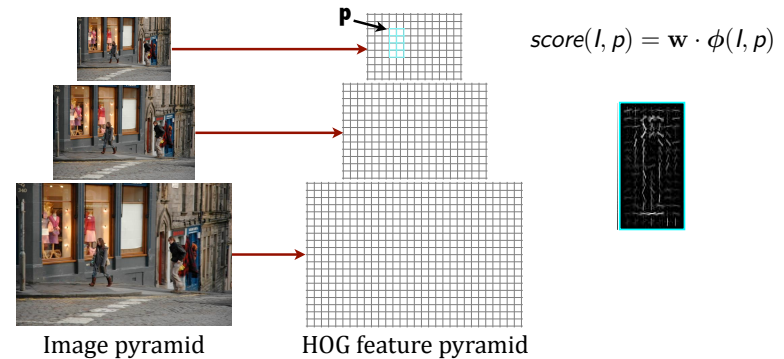 p
score(I, p) = w · ϕ(I, p)
Image pyramid
HOG feature pyramid